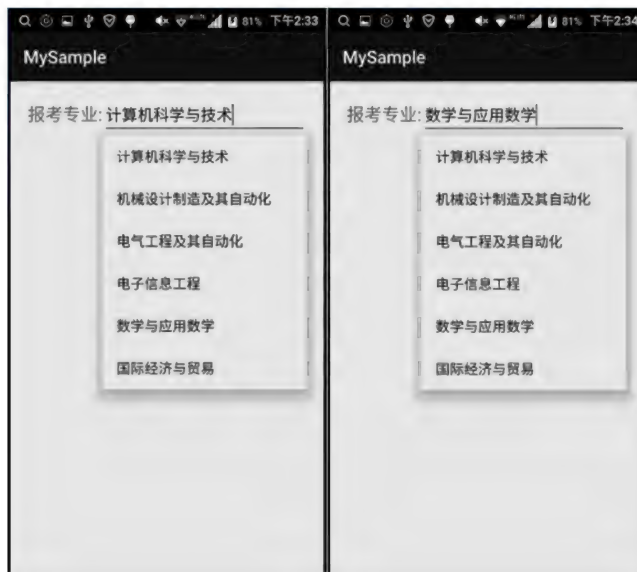 81% 下午2:33
MySample
报考专业: 计算机科学与技术
计算机科学与技术
机械设计制造及其自动化
电气工程及其自动化
电子信息工程
数学与应用数学
国际经济与贸易
81% 下午2:34
MySample
报考专业: 数学与应用数学
计算机科学与技术
机械设计制造及其自动化
电气工程及其自动化
电子信息工程
数学与应用数学
国际经济与贸易